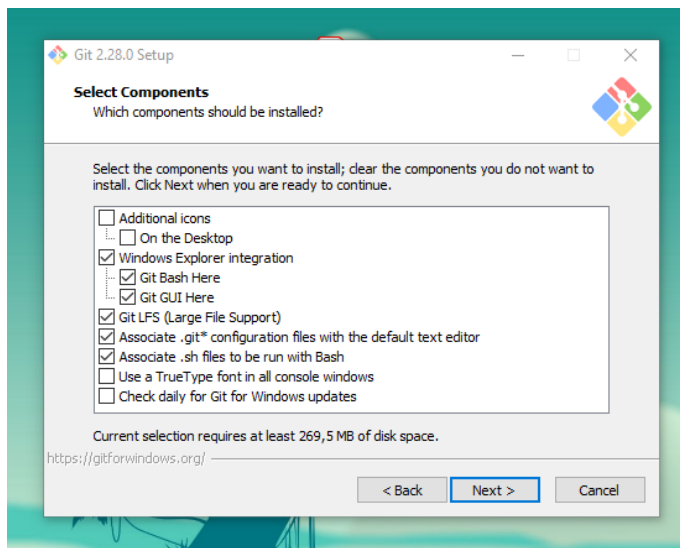 Git 2.28.0 Setup
Select Components
Which components should be installed?
Select the components you want to install; clear the components you do not want to
install. Click Next when you are ready to continue.
Additional icons
On the Desktop
Windows Explorer integration
Git Bash Here
Git GUI Here
Git LFS (Large File Support)
Associate .git* configuration files with the default text editor
Associate .sh files to be run with Bash
Use a TrueType font in all console windows
Check daily for Git for Windows updates
Current selection requires at least 269,5 MB of disk space.
https://gitforwindows.org/
< Back Next > Cancel